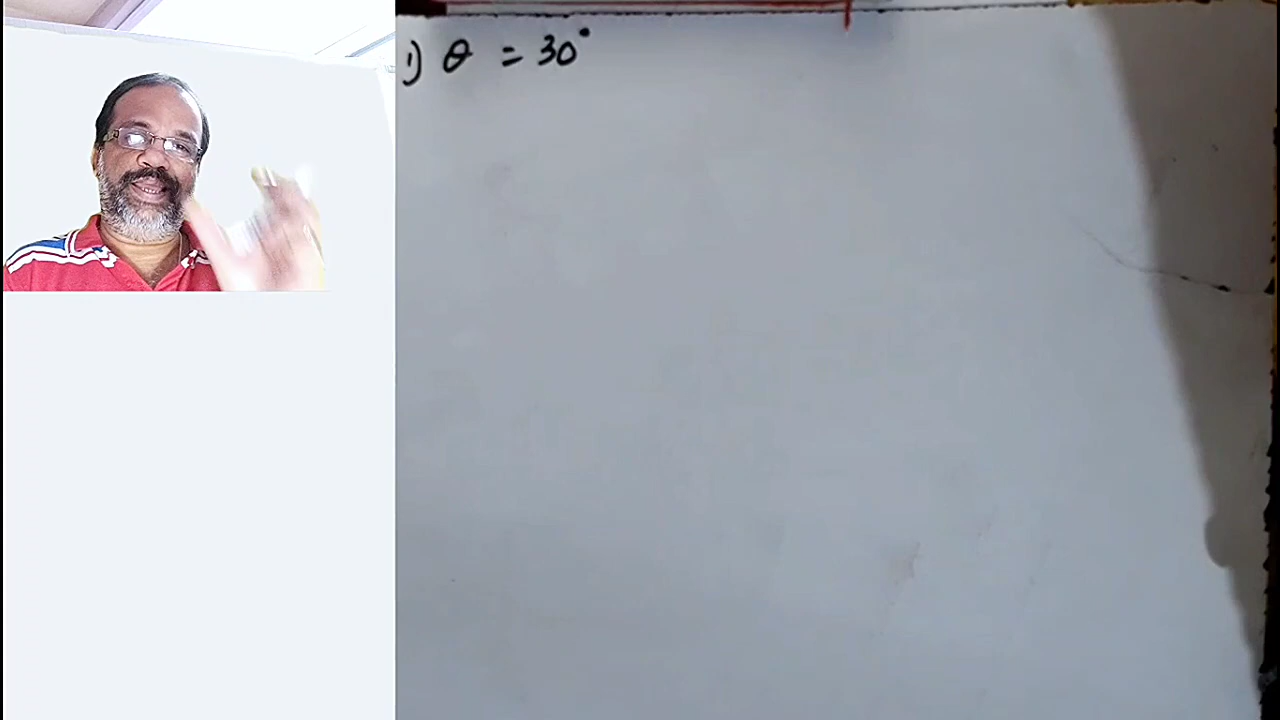 1) θ = 30°